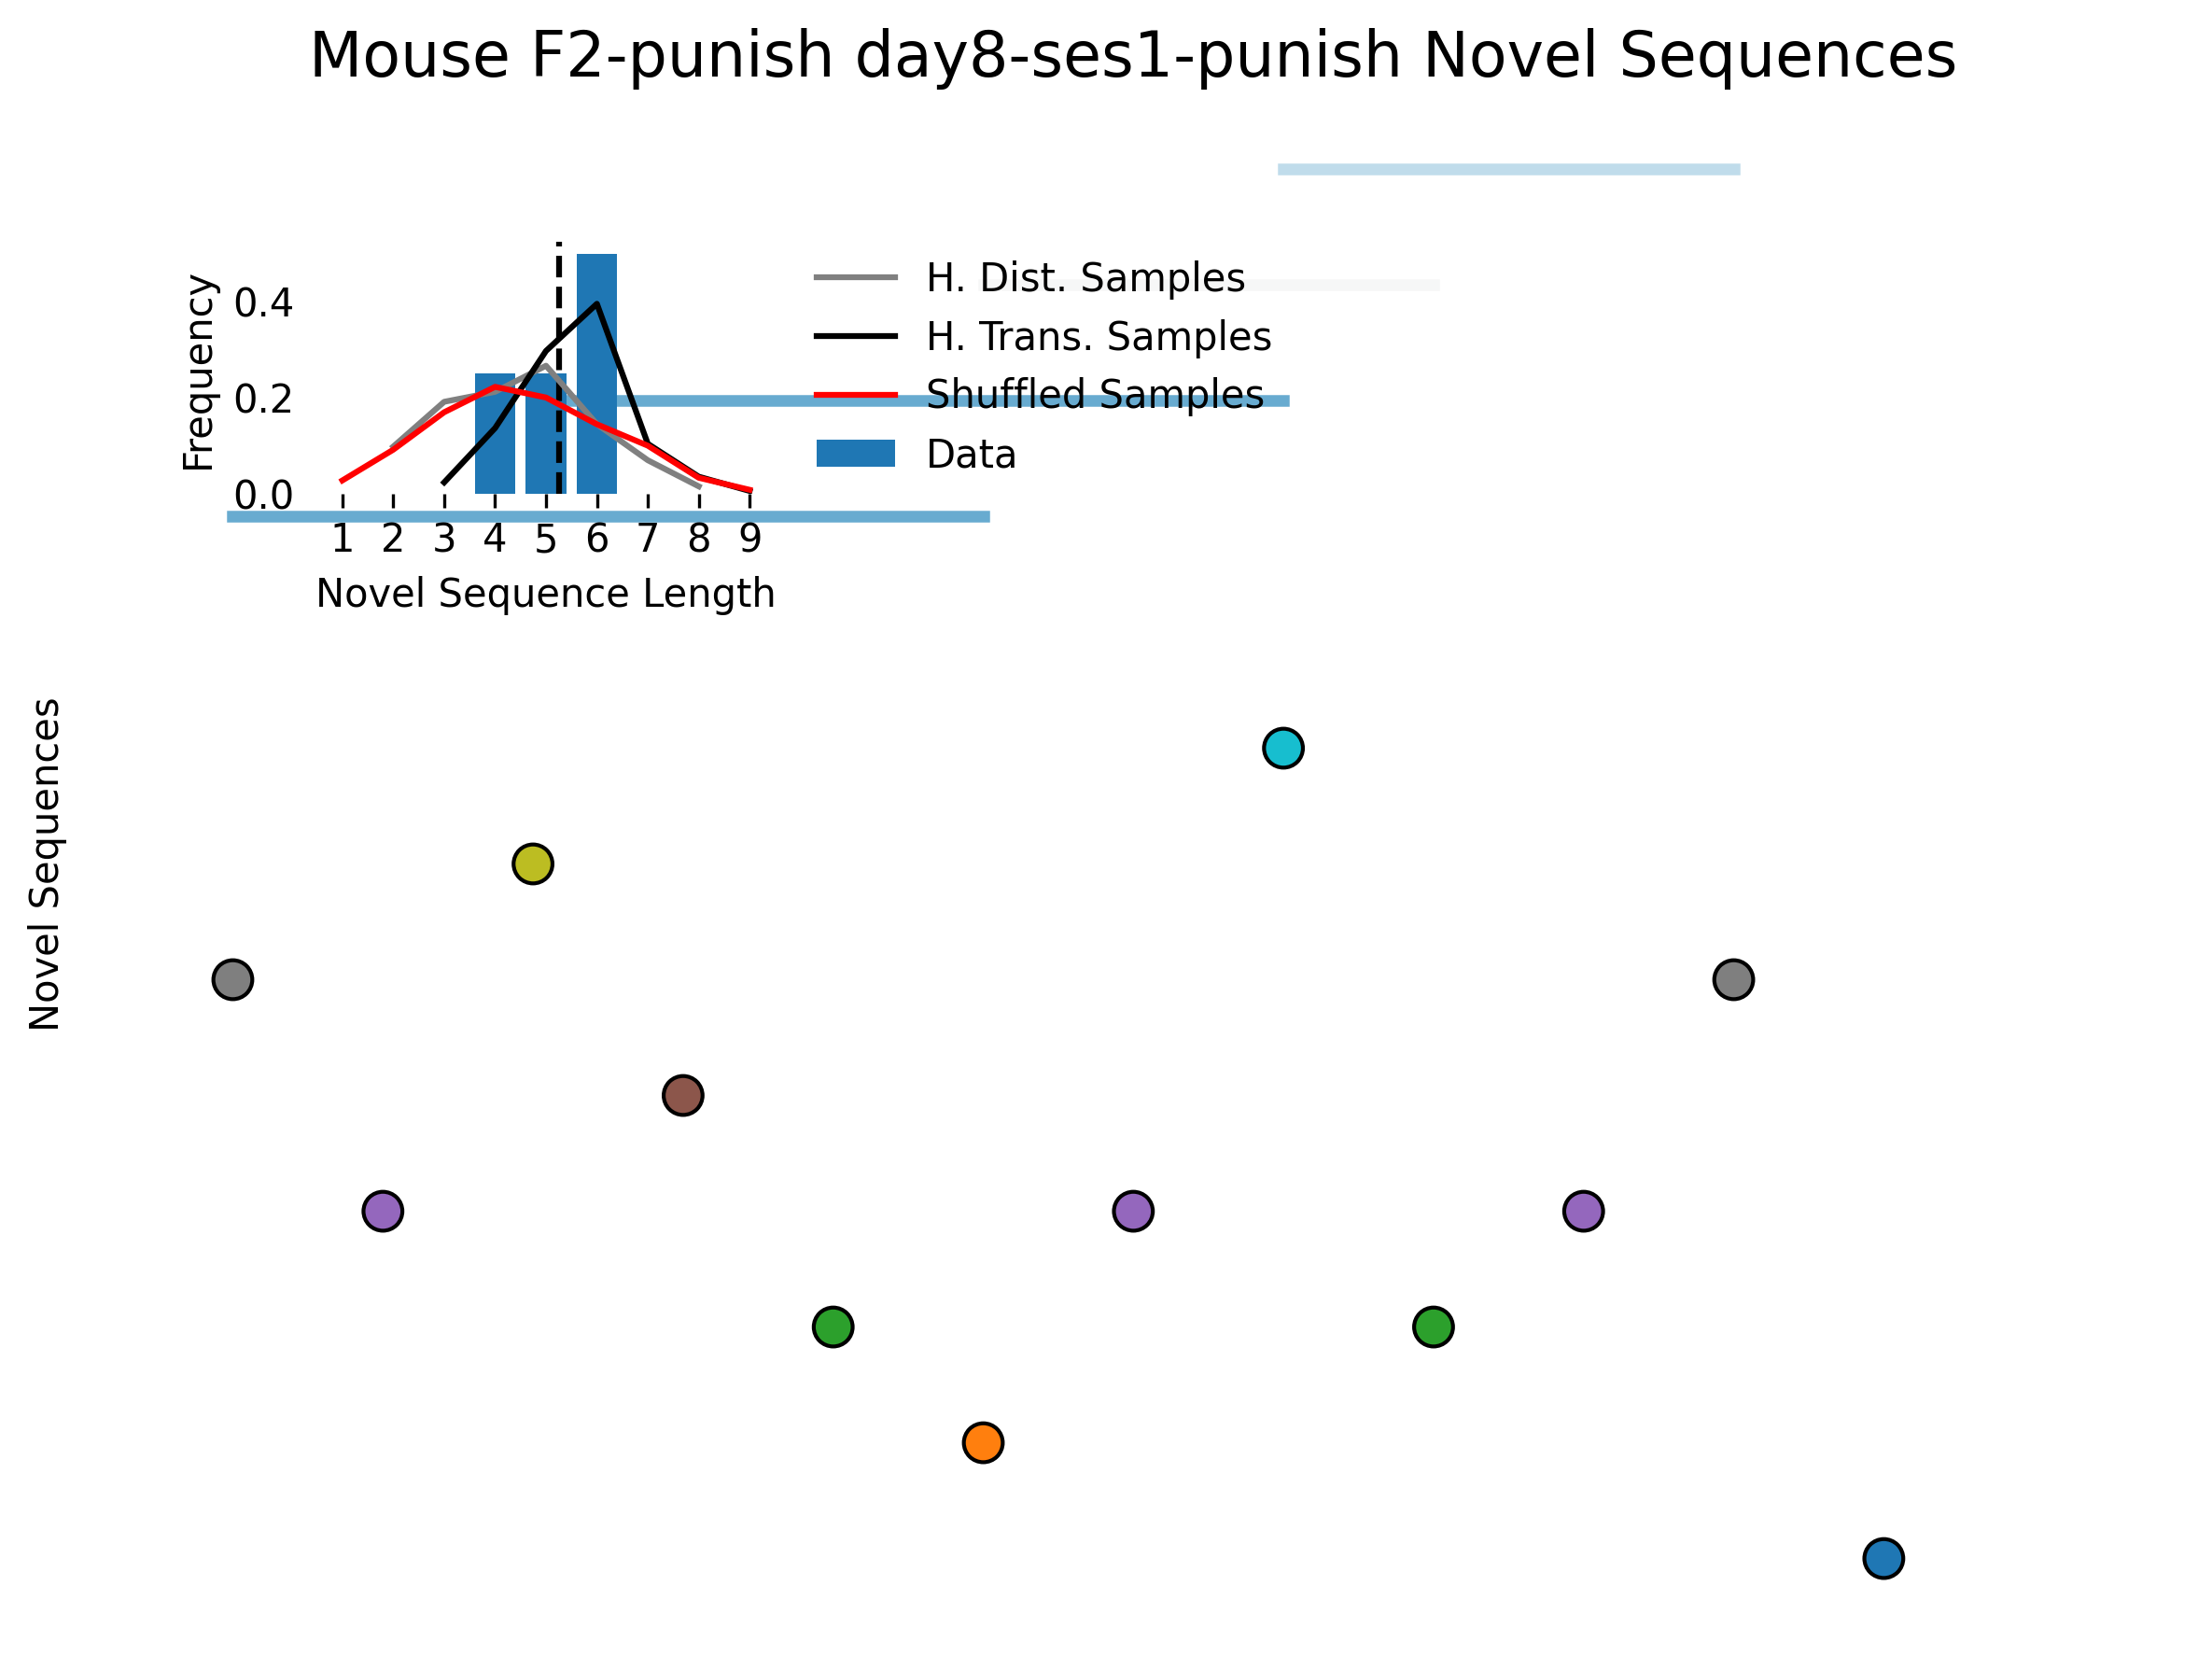 Mouse F2-punish day8-ses1-punish Novel Sequences
Frequency
0.4
0.2
0.0
1 2 3 4 5 6 7 8 9
Novel Sequence Length
H. Dist. Samples
H. Trans. Samples
Shuffled Samples
Data
Novel Sequences